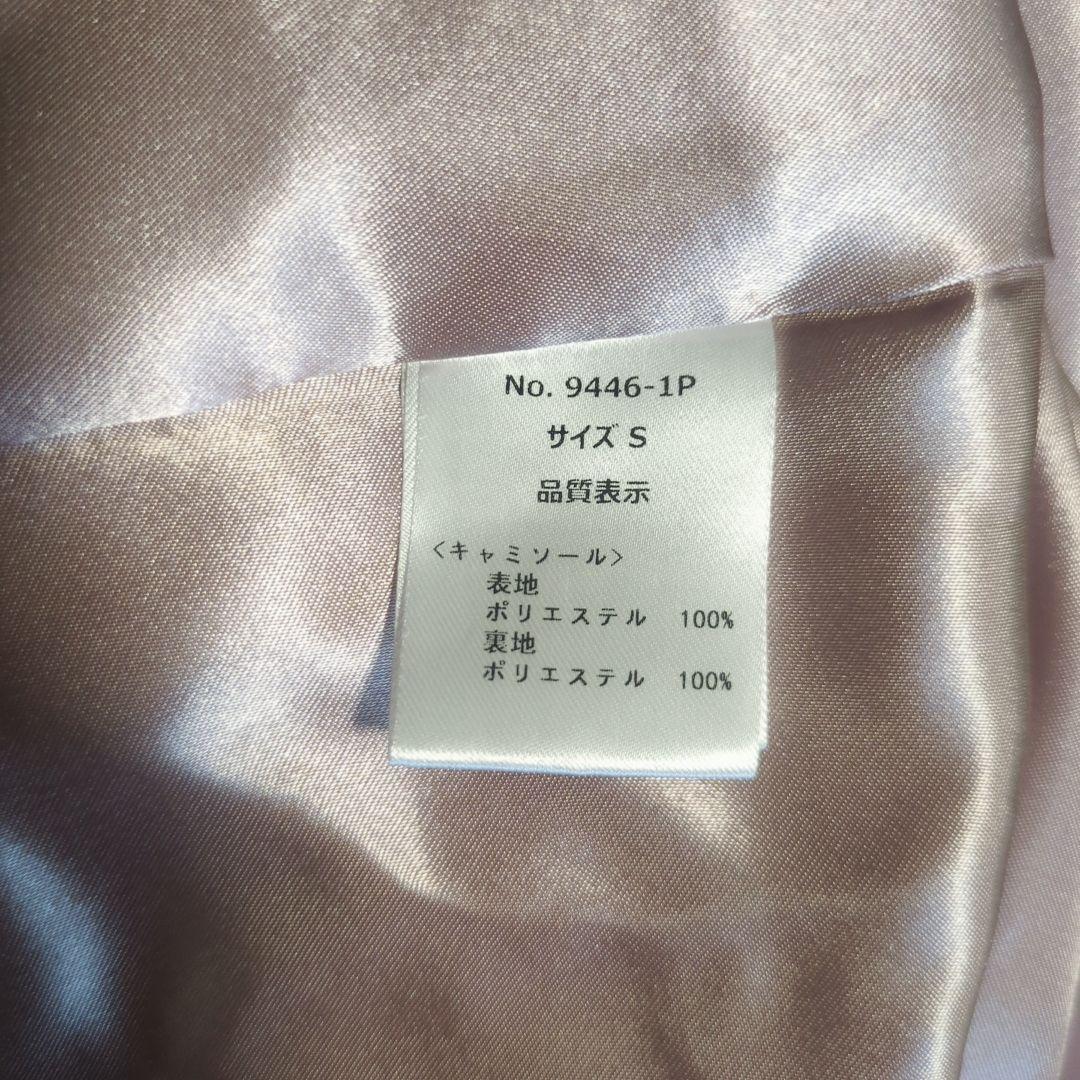 No. 9446-1P
サイズ S
品質表示
<キャミソール>
表地
ポリエステル 100%
裏地
ポリエステル 100%